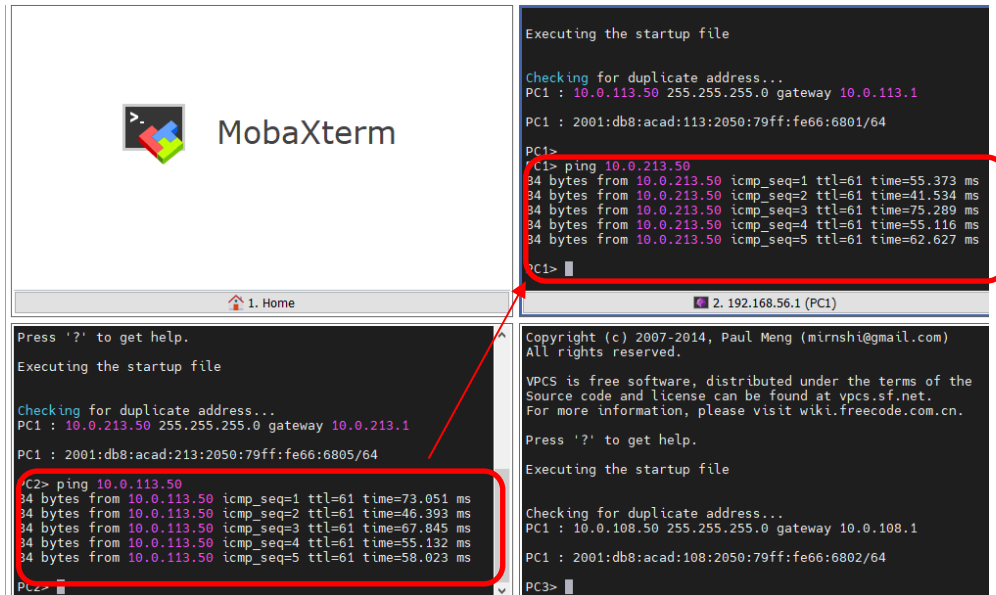 MobaXterm
1. Home
Executing the startup file
Checking for duplicate address...
PC1 : 10.0.113.50 255.255.255.0 gateway 10.0.113.1
PC1 : 2001:db8:acad:113:2050:79ff:fe66:6801/64
PC1>
PC1> ping 10.0.213.50
84 bytes from 10.0.213.50 icmp_seq=1 ttl=61 time=55.373 ms
84 bytes from 10.0.213.50 icmp_seq=2 ttl=61 time=41.534 ms
84 bytes from 10.0.213.50 icmp_seq=3 ttl=61 time=75.289 ms
84 bytes from 10.0.213.50 icmp_seq=4 ttl=61 time=55.116 ms
84 bytes from 10.0.213.50 icmp_seq=5 ttl=61 time=62.627 ms
PC1>
2. 192.168.56.1 (PC1)
Press '?' to get help.
Executing the startup file
Checking for duplicate address...
PC1 : 10.0.213.50 255.255.255.0 gateway 10.0.213.1
PC1 : 2001:db8:acad:213:2050:79ff:fe66:6805/64
PC2> ping 10.0.113.50
84 bytes from 10.0.113.50 icmp_seq=1 ttl=61 time=73.051 ms
84 bytes from 10.0.113.50 icmp_seq=2 ttl=61 time=46.393 ms
84 bytes from 10.0.113.50 icmp_seq=3 ttl=61 time=67.845 ms
84 bytes from 10.0.113.50 icmp_seq=4 ttl=61 time=55.132 ms
84 bytes from 10.0.113.50 icmp_seq=5 ttl=61 time=58.023 ms
PC2>
Copyright (c) 2007-2014, Paul Meng (mirnshi@gmail.com)
All rights reserved.
VPCS is free software, distributed under the terms of the
Source code and license can be found at vpcs.sf.net.
For more information, please visit wiki.freecode.com.cn.
Press '?' to get help.
Executing the startup file
Checking for duplicate address...
PC1 : 10.0.108.50 255.255.255.0 gateway 10.0.108.1
PC1 : 2001:db8:acad:108:2050:79ff:fe66:6802/64
PC3>